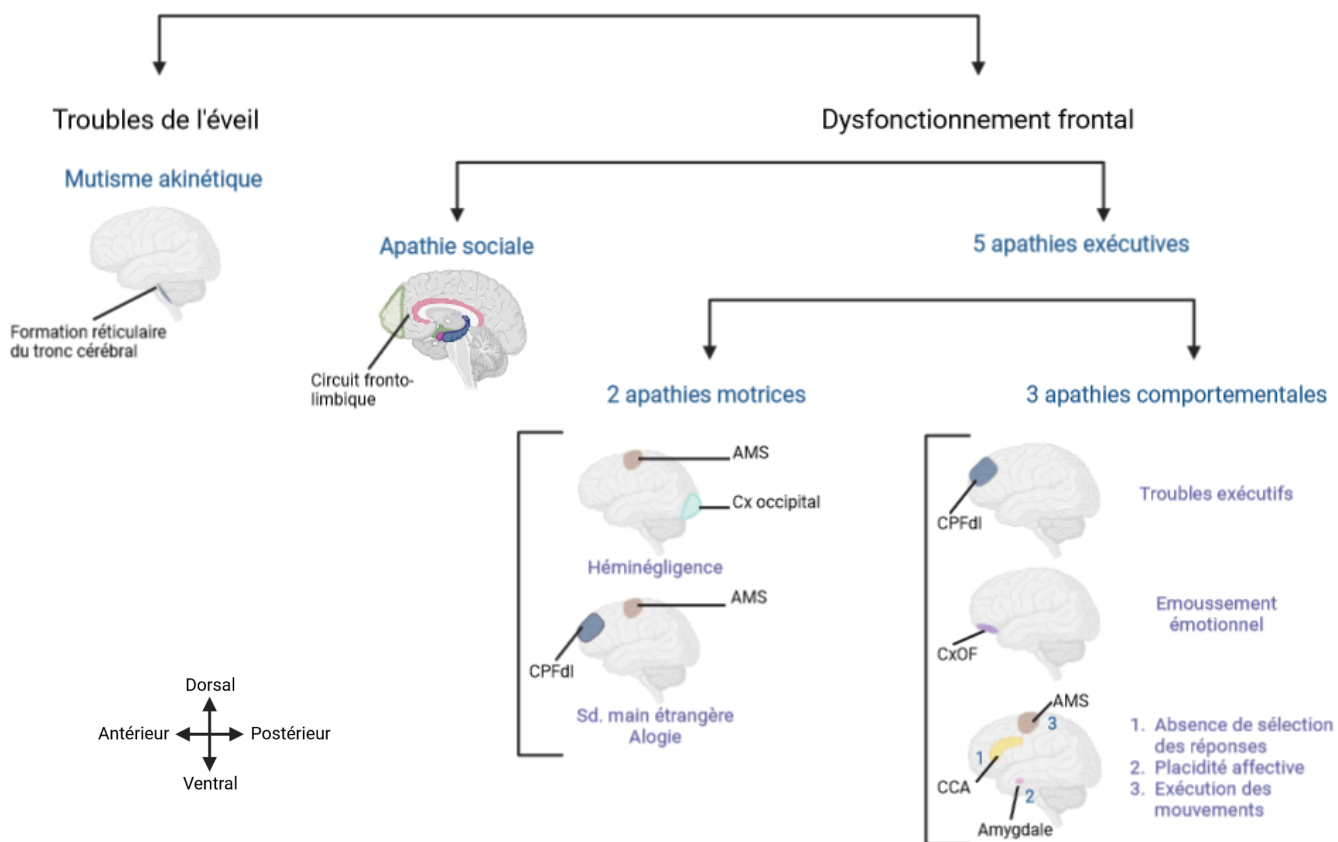 Troubles de l'éveil
Dysfonctionnement frontal
Mutisme akinétique
Formation réticulaire
du tronc cérébral
Apathie sociale
5 apathies exécutives
Circuit fronto-
limbique
2 apathies motrices
3 apathies comportementales
AMS
Cx occipital
Héminégligence
AMS
CPFdl
Sd. main étrangère
Alogie
CPFdl
Troubles exécutifs
CxOF
Emoussement
émotionnel
AMS
3
1
CCA
2
Amygdale
1. Absence de sélection
des réponses
2. Placidité affective
3. Exécution des
mouvements
Dorsal
Antérieur
Postérieur
Ventral